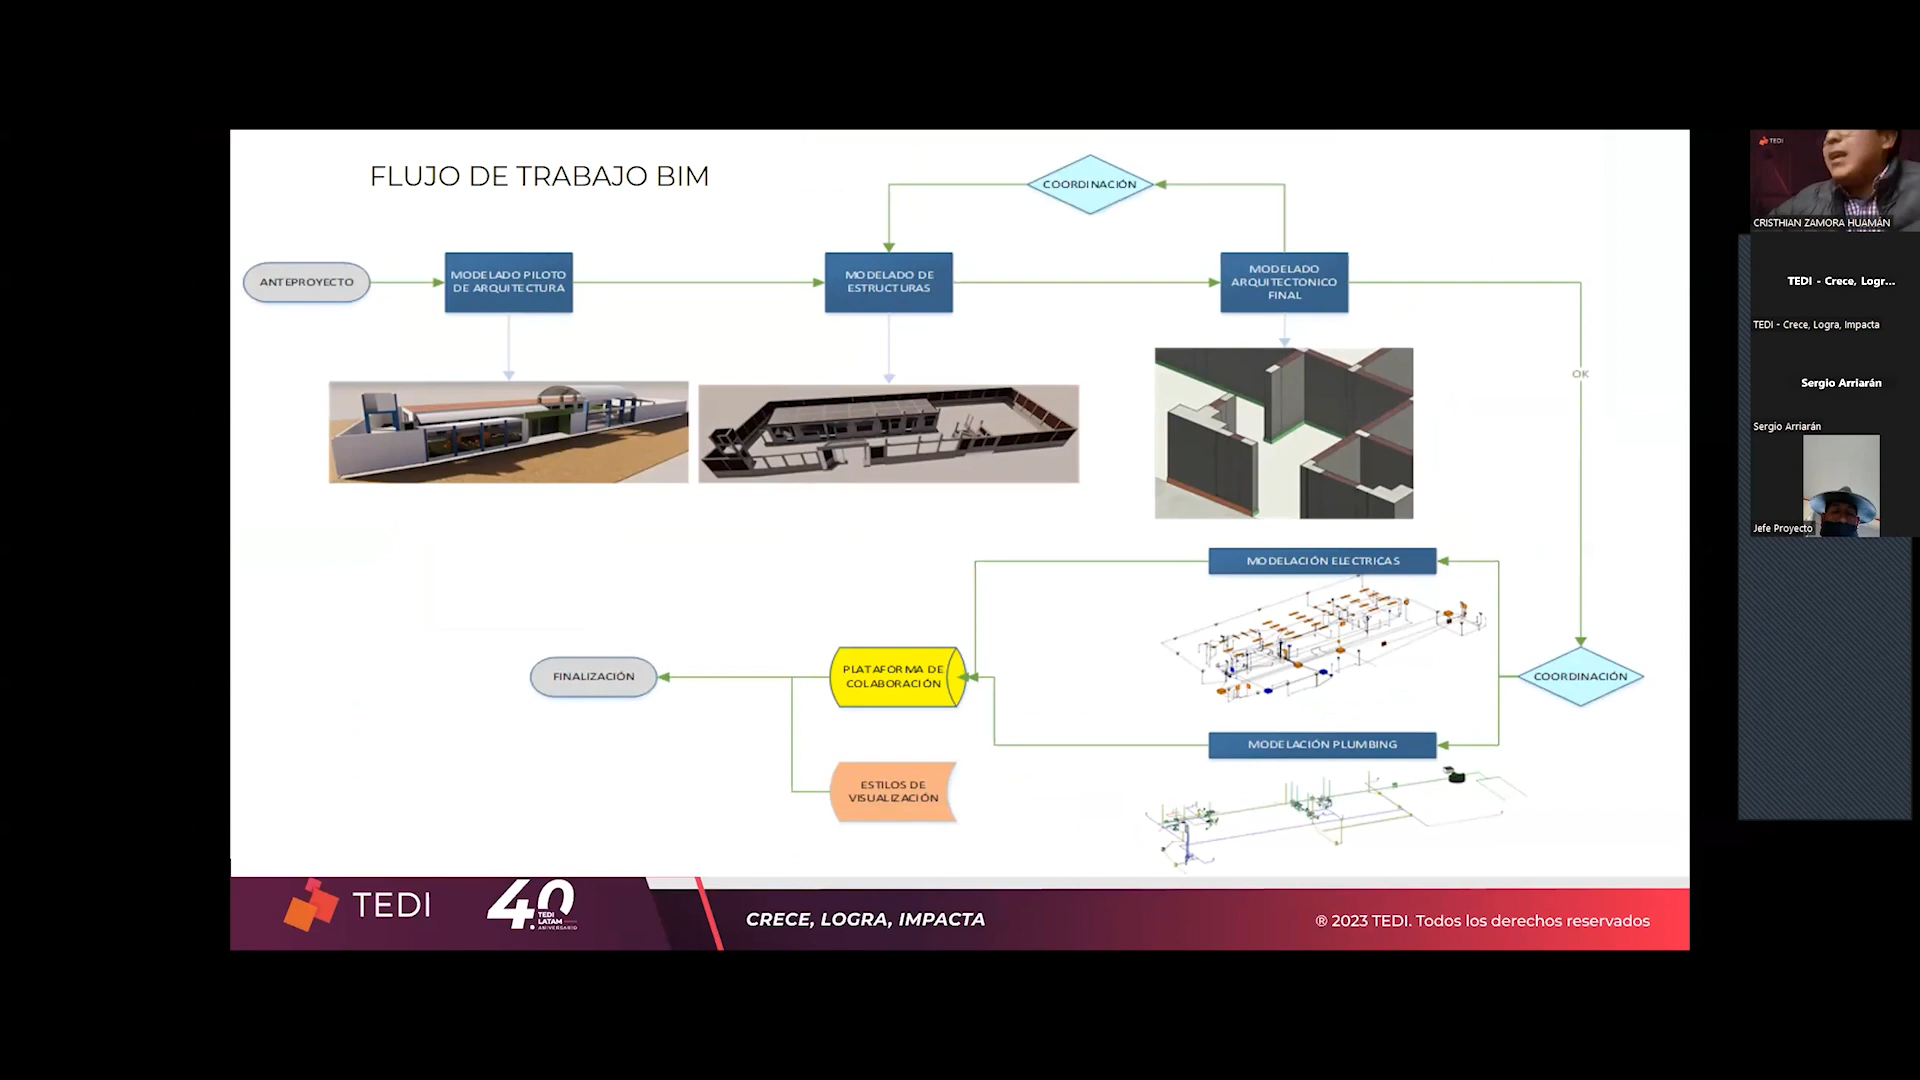 FLUJO DE TRABAJO BIM
COORDINACIÓN
ANTEPROYECTO
MODELADO PILOTO
DE ARQUITECTURA
MODELADO DE
ESTRUCTURAS
MODELADO
ARQUITECTONICO
FINAL
OK
MODELACIÓN ELECTRICAS
FINALIZACIÓN
PLATAFORMA DE
COLABORACIÓN
COORDINACIÓN
MODELACIÓN PLUMBING
ESTILOS DE
VISUALIZACIÓN
TEDI
4.0
TEDI
LATAM
ANIVERSARIO
CRECE, LOGRA, IMPACTA
® 2023 TEDI. Todos los derechos reservados
TEDI
CRISTHIAN ZAMORA HUAMÁN
TEDI - Crece, Logr...
TEDI - Crece, Logra, Impacta
Sergio Arriarán
Sergio Arriarán
Jefe Proyecto